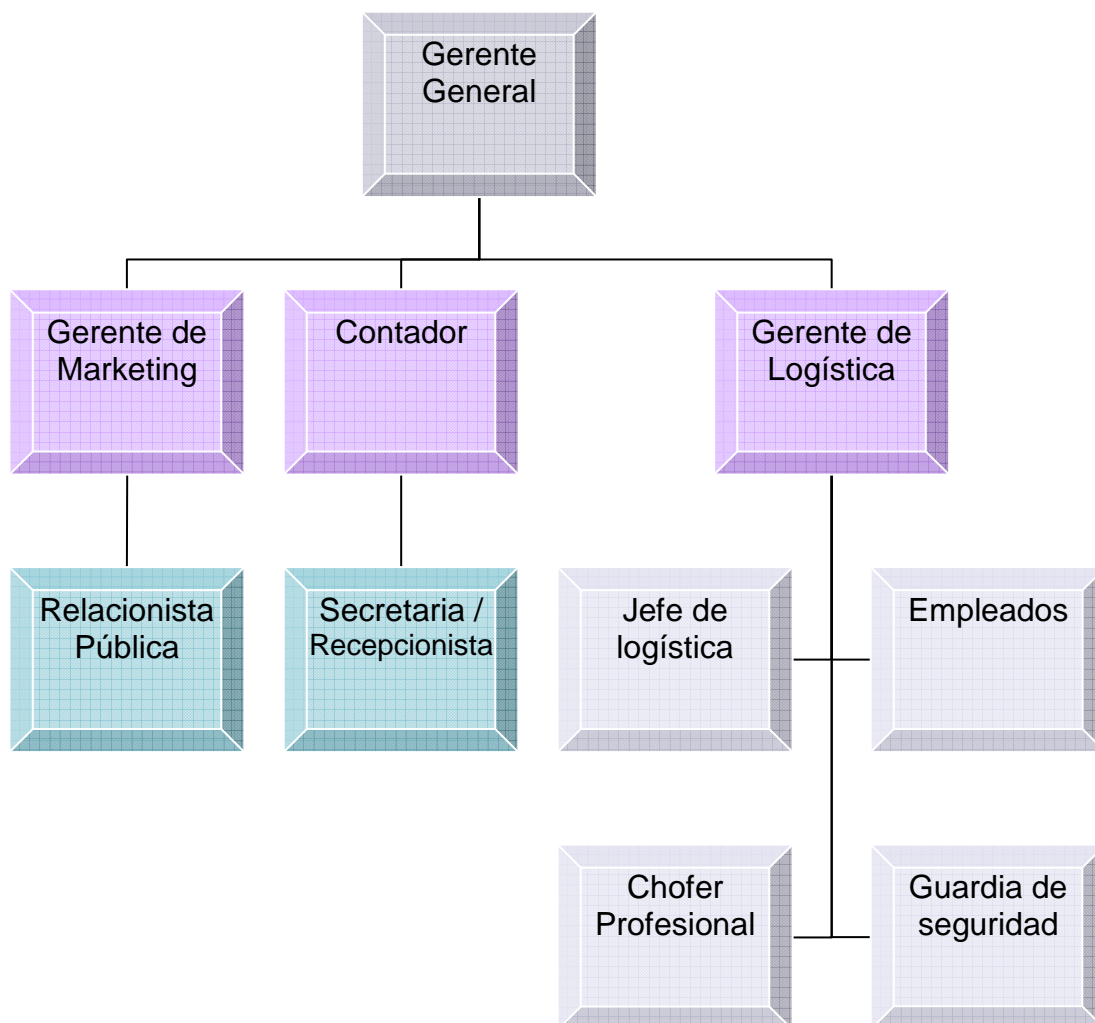 Gerente
General
Gerente de
Marketing
Contador
Gerente de
Logística
Relacionista
Pública
Secretaria /
Recepcionista
Jefe de
logística
Empleados
Chofer
Profesional
Guardia de
seguridad